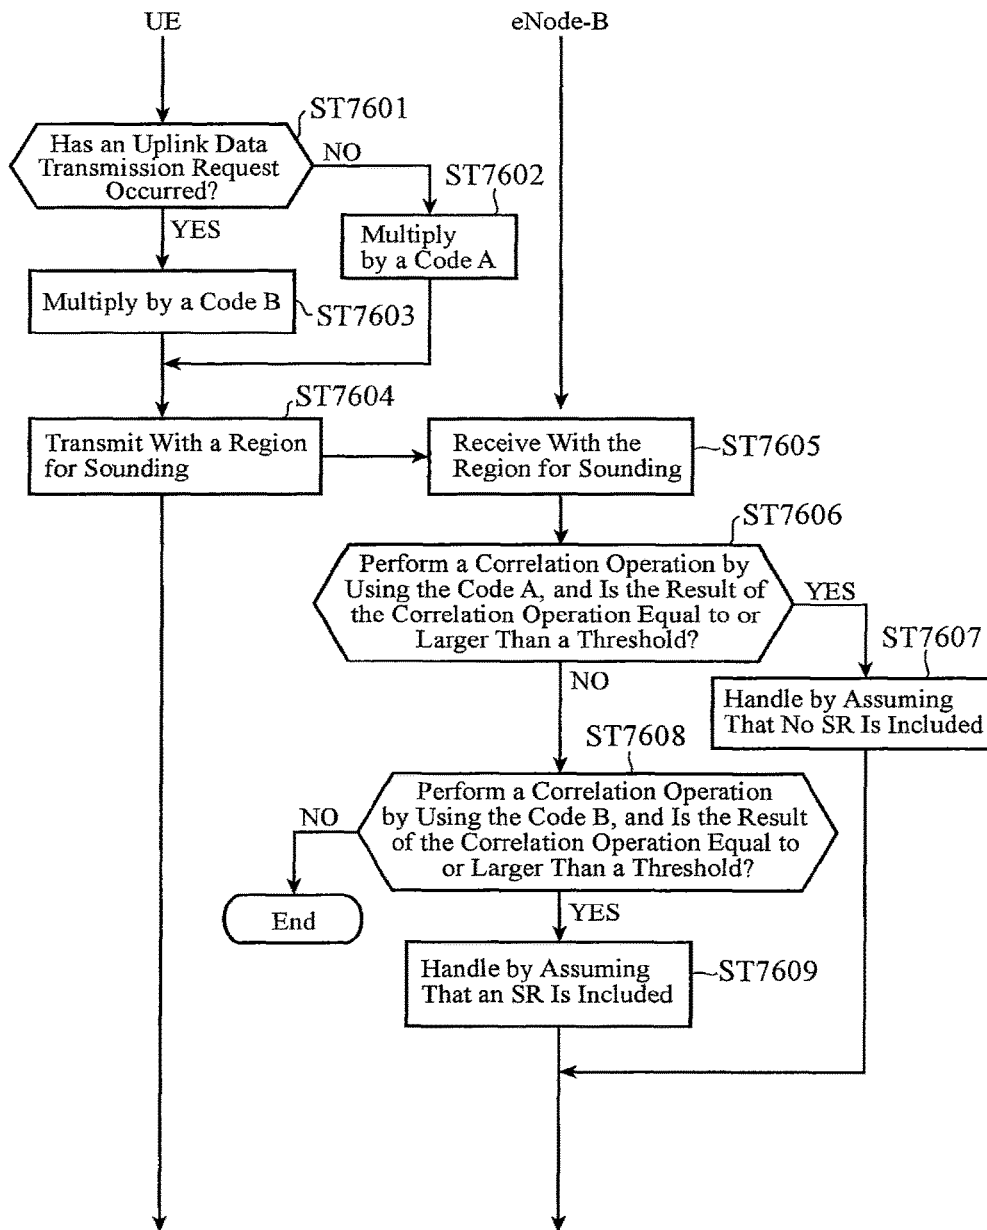 UE
eNode-B
ST7601
Has an Uplink Data
Transmission Request
Occurred?
NO
ST7602
YES
Multiply
by a Code A
Multiply by a Code B
ST7603
ST7604
Transmit With a Region
for Sounding
Receive With the
Region for Sounding
ST7605
ST7606
Perform a Correlation Operation by
Using the Code A, and Is the Result of
the Correlation Operation Equal to or
Larger Than a Threshold?
YES
ST7607
NO
Handle by Assuming
That No SR Is Included
ST7608
Perform a Correlation Operation
by Using the Code B, and Is the Result
of the Correlation Operation Equal to
or Larger Than a Threshold?
NO
End
YES
Handle by Assuming
That an SR Is Included
ST7609